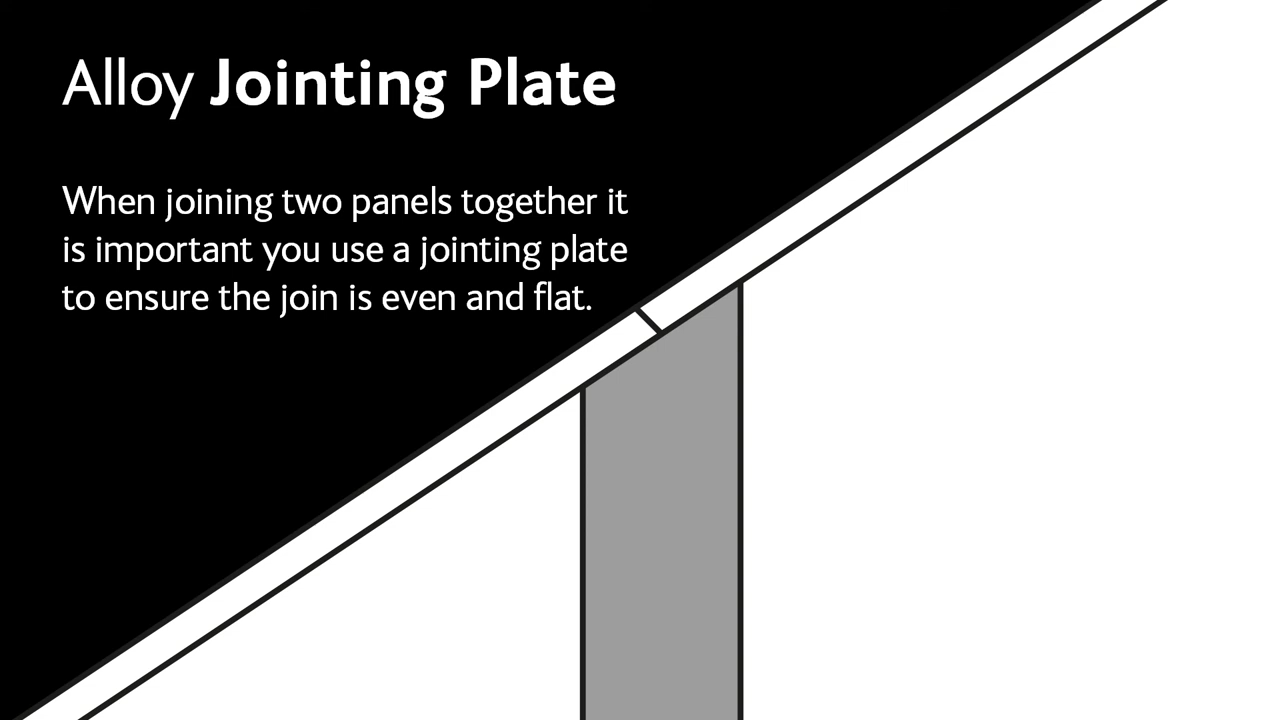 Alloy Jointing Plate
When joining two panels together it
is important you use a jointing plate
to ensure the join is even and flat.